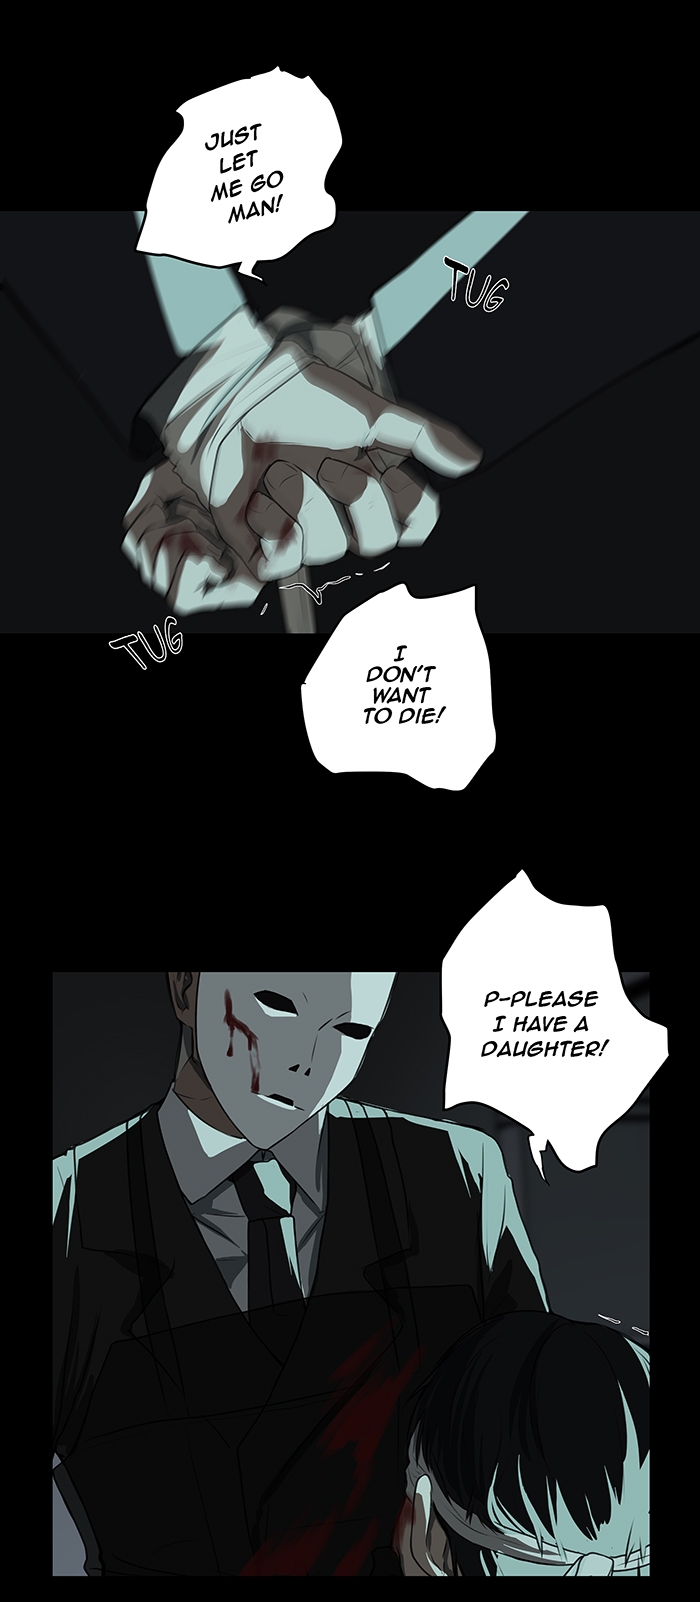 JUST
LET
ME GO
MAN!
TUG
TUG
I
DON'T
WANT
TO DIE!
P-PLEASE
I HAVE A
DAUGHTER!